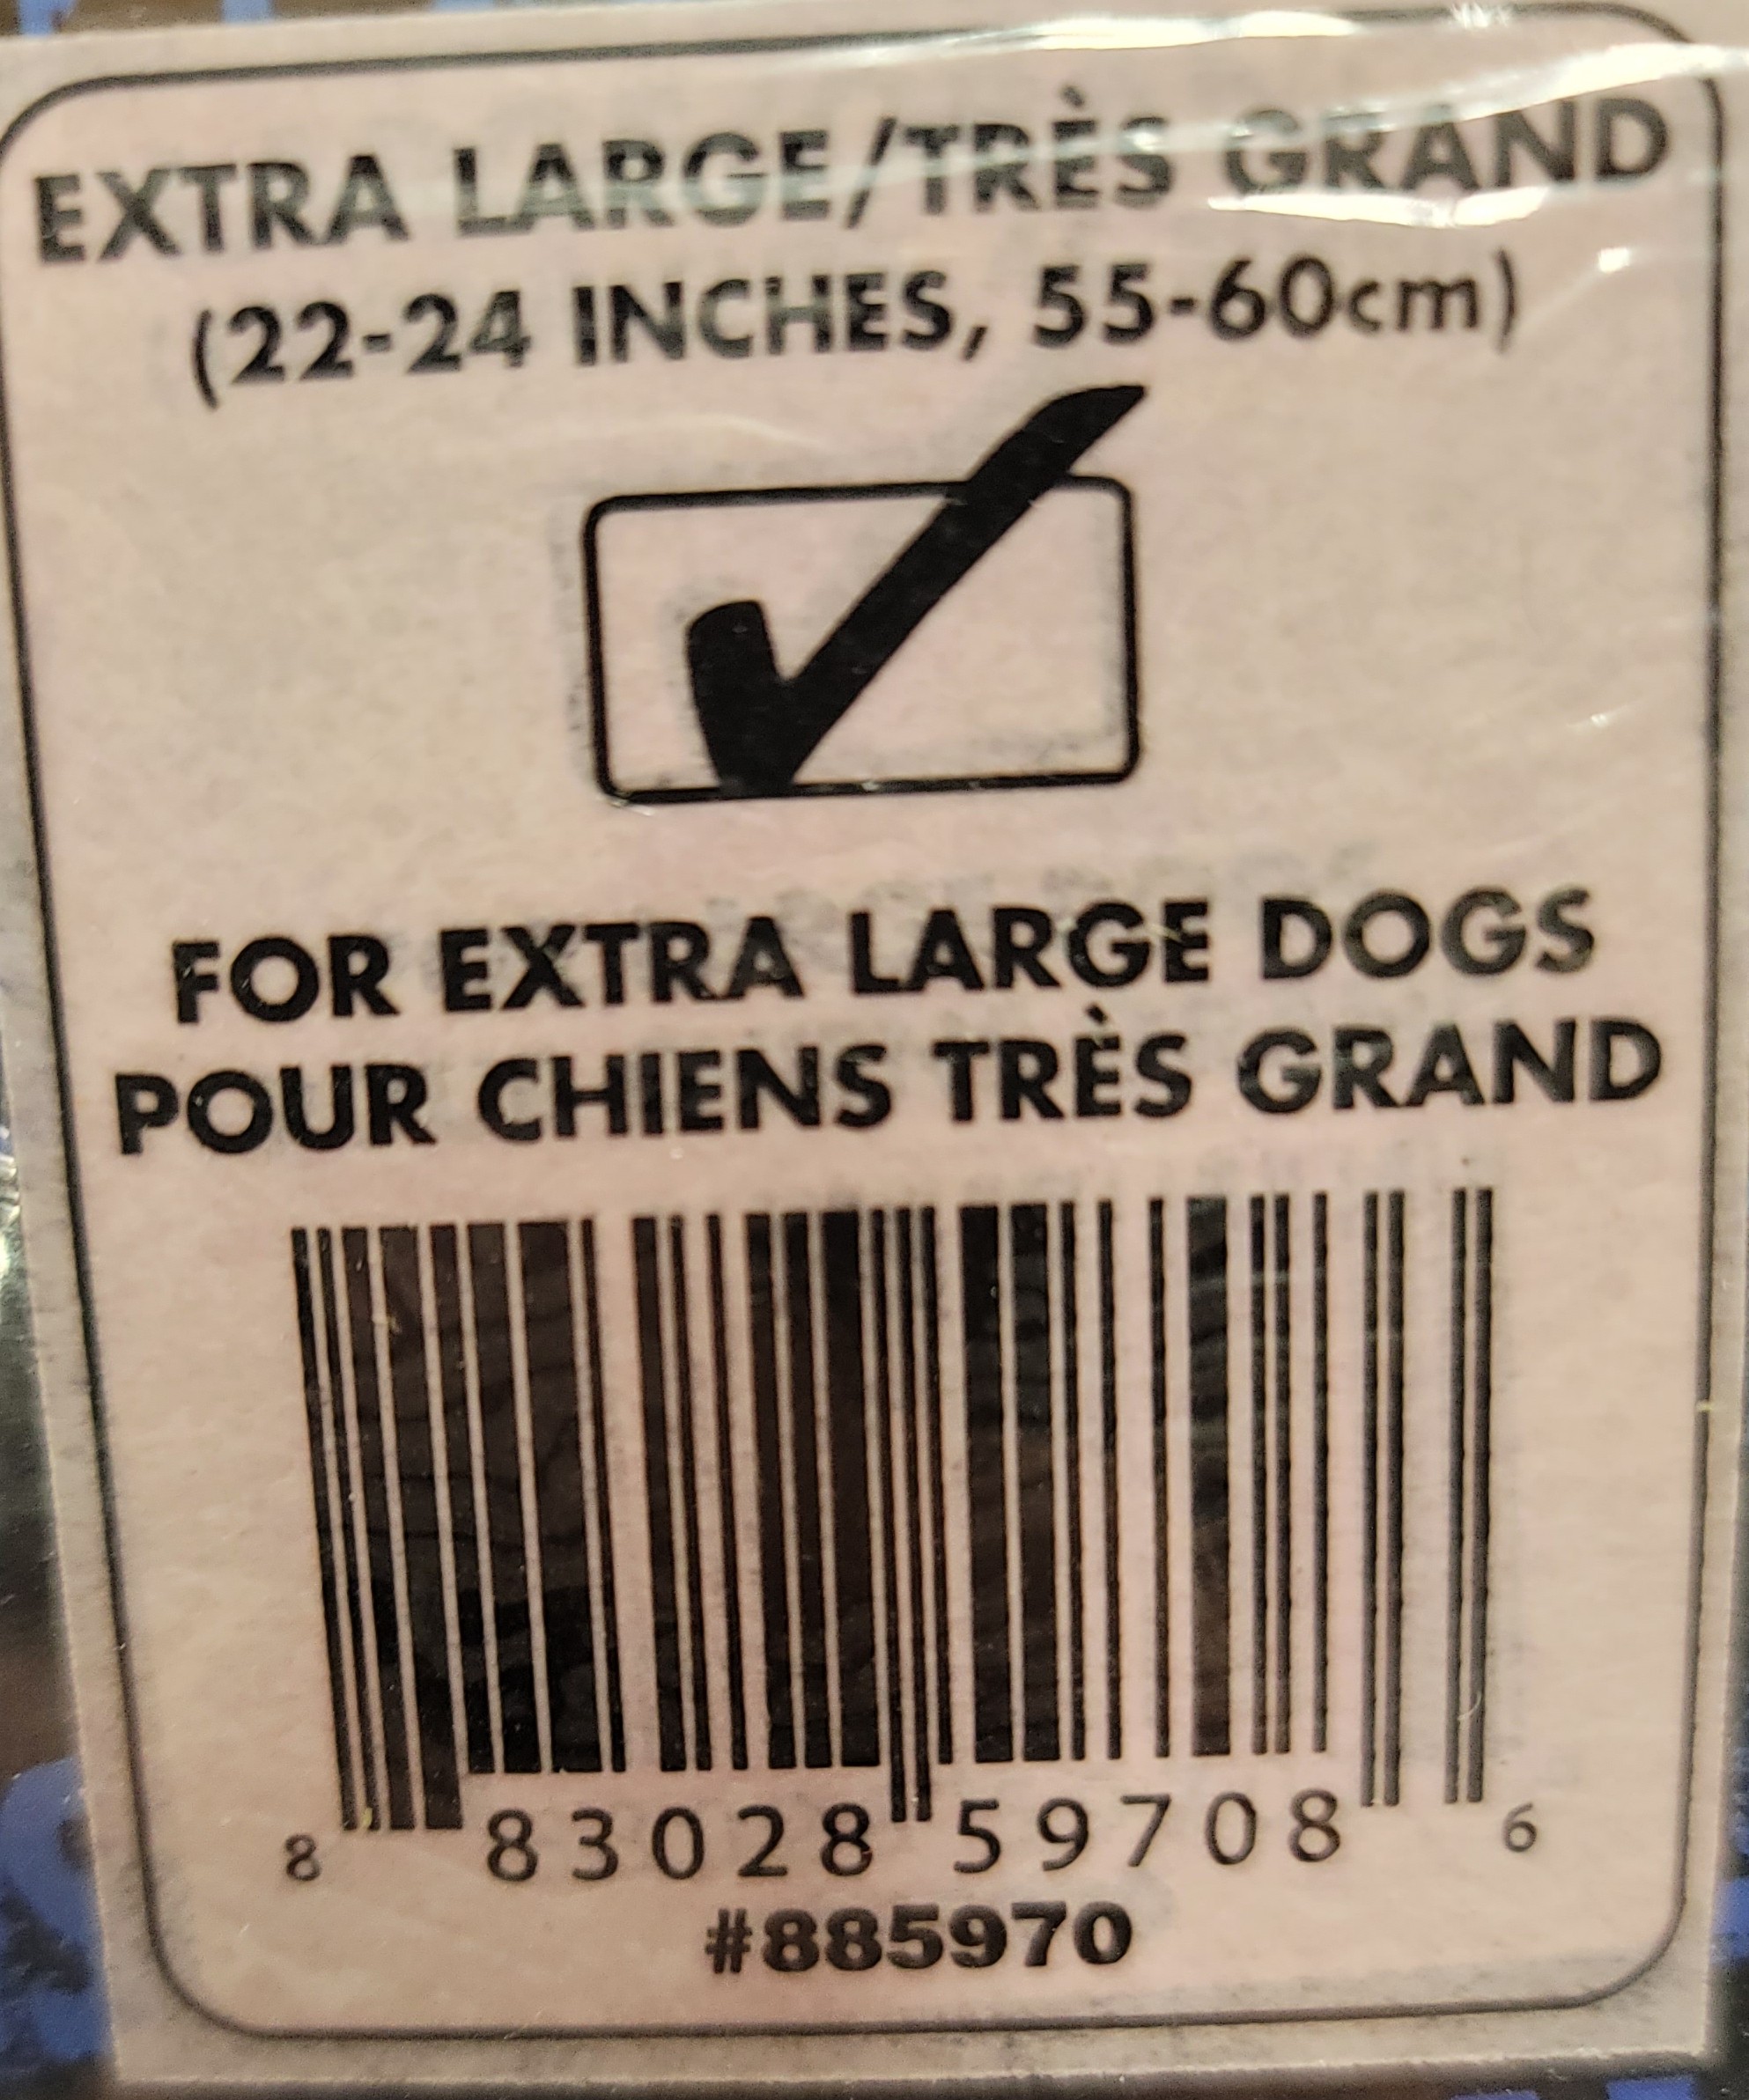 EXTRA LARGE/TRÈS GRAND
(22-24 INCHES, 55-60cm)
FOR EXTRA LARGE DOGS
POUR CHIENS TRÈS GRAND
8 83028 59708 6
#885970